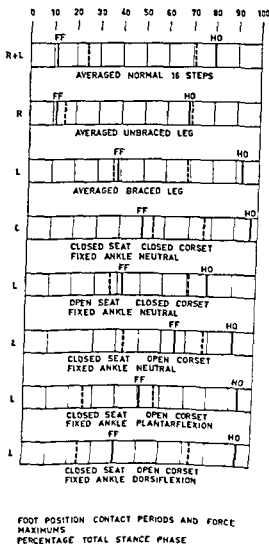 0 10 20 30 40 50 60 70 80 90 100
FF HO
R+L
AVERAGED NORMAL 16 STEPS
FF HO
R
AVERAGED UNBRACED LEG
FF HO
L
AVERAGED BRACED LEG
FF HO
L
CLOSED SEAT CLOSED CORSET
FIXED ANKLE NEUTRAL
FF HO
L
OPEN SEAT CLOSED CORSET
FIXED ANKLE NEUTRAL
FF HO
L
CLOSED SEAT OPEN CORSET
FIXED ANKLE NEUTRAL
FF HO
L
CLOSED SEAT OPEN CORSET
FIXED ANKLE PLANTARFLEXION
FF HO
L
CLOSED SEAT OPEN CORSET
FIXED ANKLE DORSIFLEXION
FOOT POSITION CONTACT PERIODS AND FORCE
MAXIMUMS
PERCENTAGE TOTAL STANCE PHASE